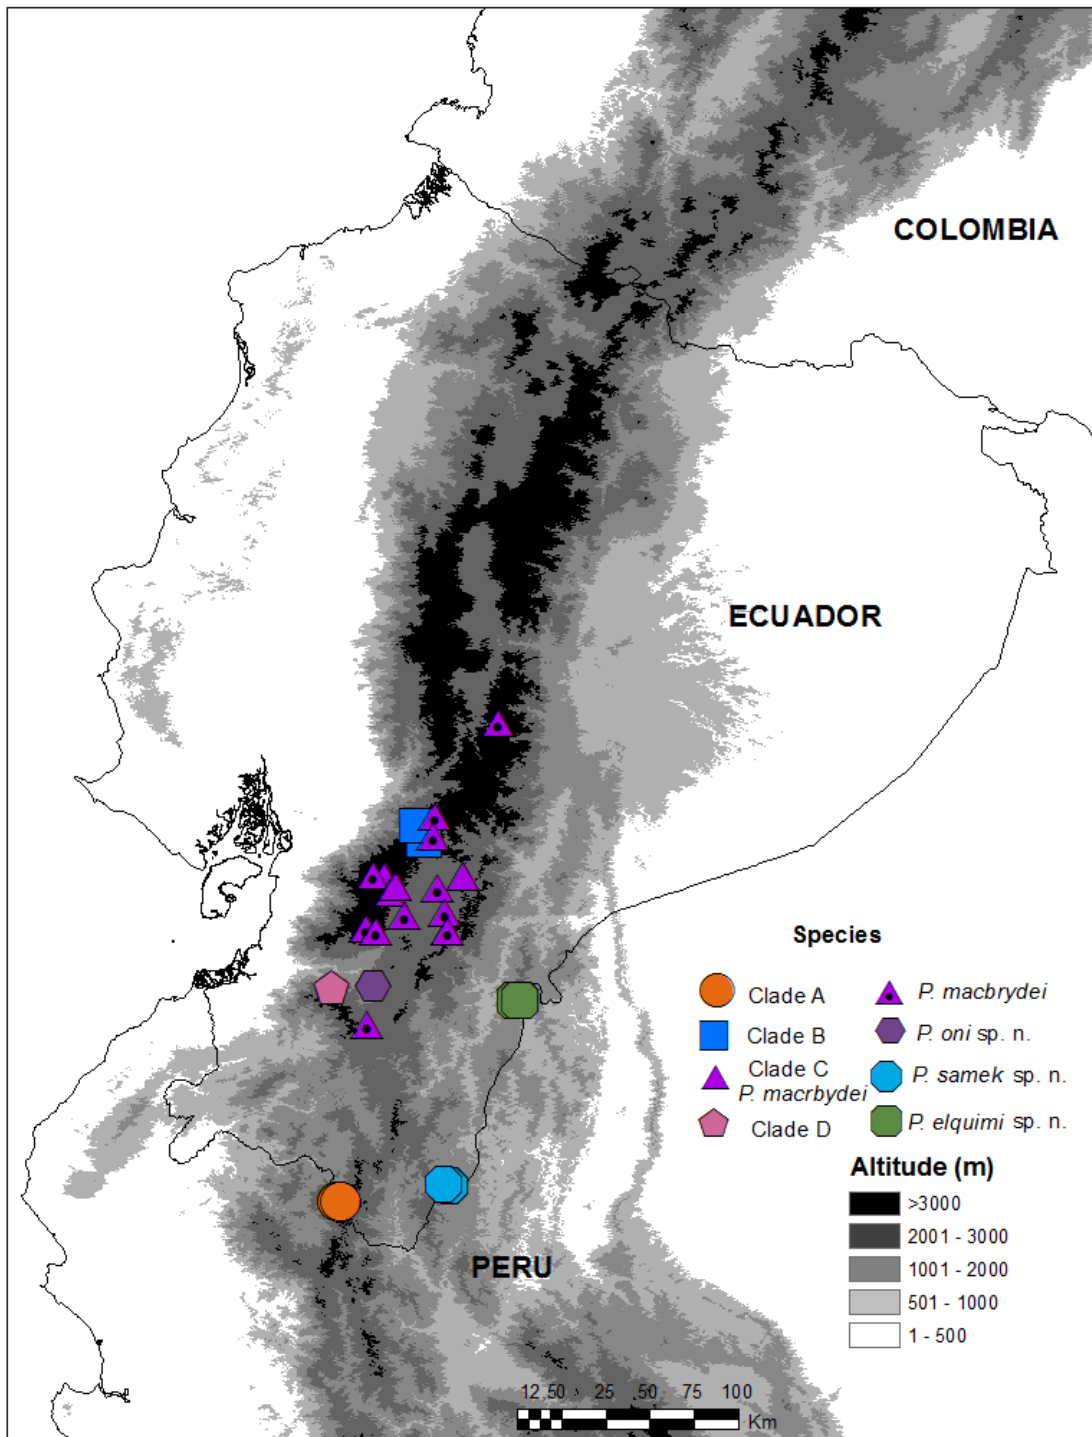 COLOMBIA
ECUADOR
PERU
Species
Clade A
Clade B
Clade C
P. macrbydei
Clade D
P. macbrydei
P. oni sp. n.
P. samek sp. n.
P. elquimi sp. n.
Altitude (m)
>3000
2001 - 3000
1001 - 2000
501 - 1000
1 - 500
12.50 25 50 75 100
Km